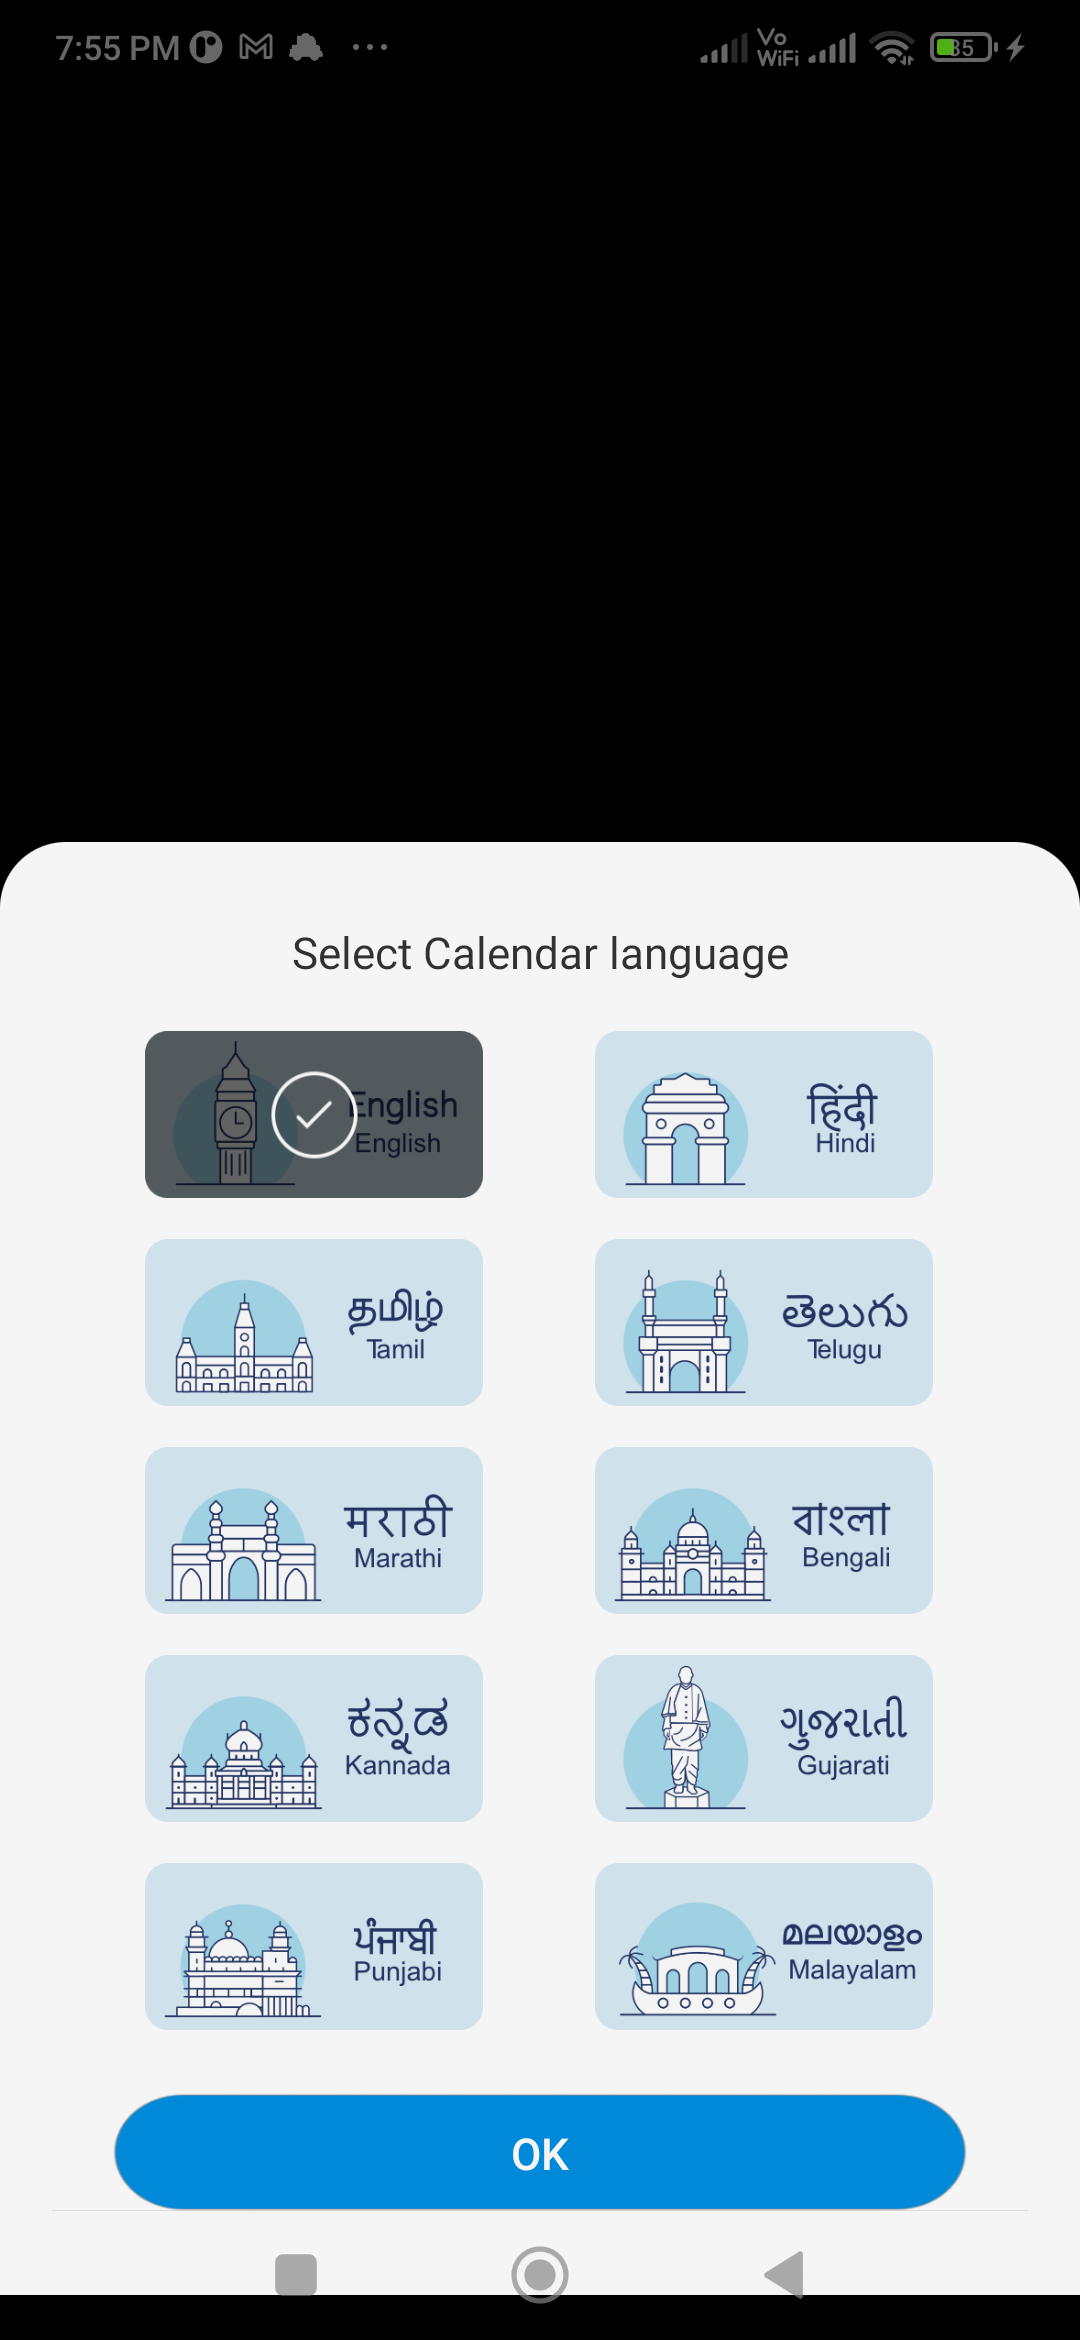 7:55 PM
Vo
WiFi
35
Select Calendar language
English
English
हिंदी
Hindi
தமிழ்
Tamil
తెలుగు
Telugu
मराठी
Marathi
বাংলা
Bengali
ಕನ್ನಡ
Kannada
ગુજરાતી
Gujarati
ਪੰਜਾਬੀ
Punjabi
മലയാളം
Malayalam
OK